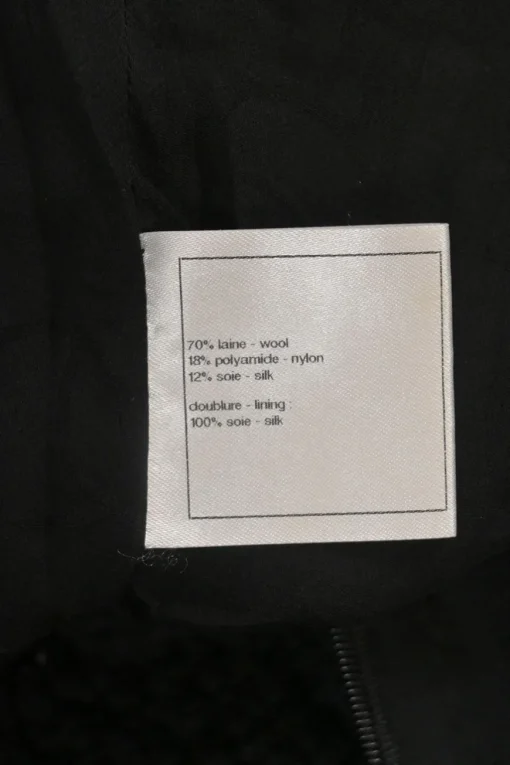 70% laine - wool
18% polyamide - nylon
12% soie - silk
doublure - lining :
100% soie - silk